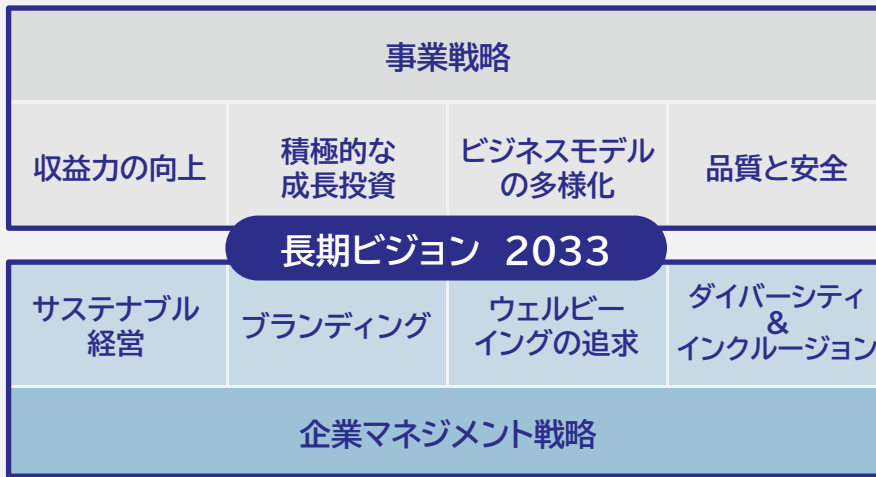 事業戦略
収益力の向上
積極的な
成長投資
ビジネスモデル
の多様化
品質と安全
長期ビジョン 2033
サステナブル
経営
ブランディング
ウェルビー
イングの追求
ダイバーシティ
&
インクルージョン
企業マネジメント戦略